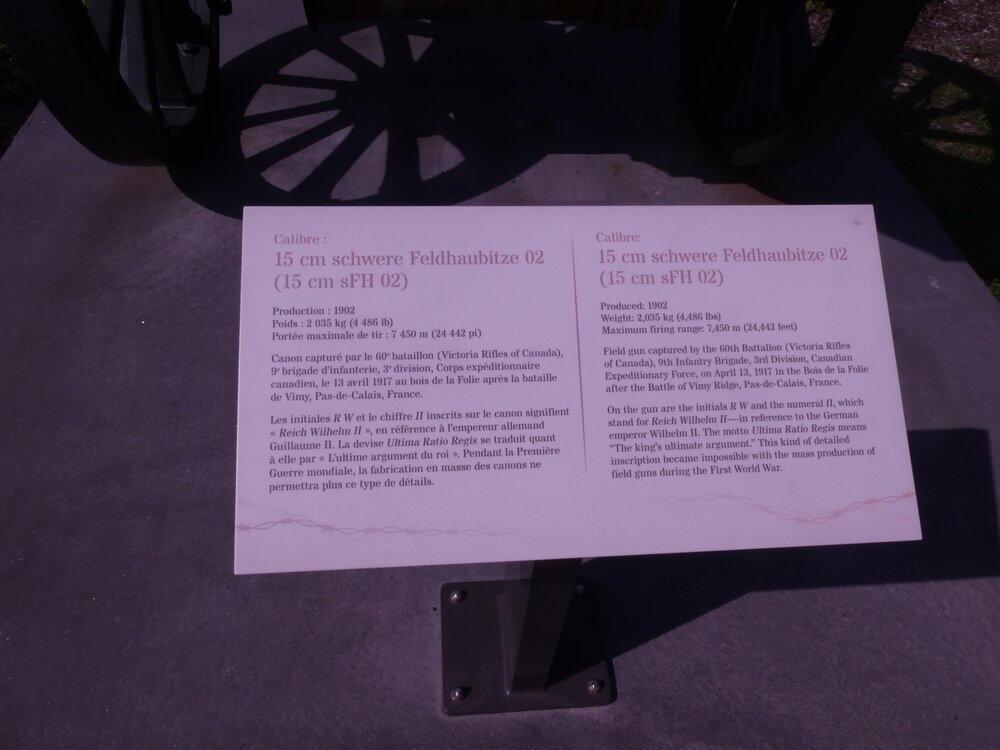 Calibre :
15 cm schwere Feldhaubitze 02
(15 cm sFH 02)
Production : 1902
Poids : 2 035 kg (4 486 lb)
Portée maximale de tir : 7 450 m (24 442 pi)
Canon capturé par le 60e bataillon (Victoria Rifles of Canada),
9e brigade d'infanterie, 3e division, Corps expéditionnaire
canadien, le 13 avril 1917 au bois de la Folie après la bataille
de Vimy, Pas-de-Calais, France.
Les initiales R W et le chiffre II inscrits sur le canon signifient
« Reich Wilhelm II », en référence à l'empereur allemand
Guillaume II. La devise Ultima Ratio Regis se traduit quant
à elle par « L'ultime argument du roi ». Pendant la Première
Guerre mondiale, la fabrication en masse des canons ne
permettra plus ce type de détails.
Calibre:
15 cm schwere Feldhaubitze 02
(15 cm sFH 02)
Produced: 1902
Weight: 2,035 kg (4,486 lbs)
Maximum firing range: 7,450 m (24,442 feet)
Field gun captured by the 60th Battalion (Victoria Rifles
of Canada), 9th Infantry Brigade, 3rd Division, Canadian
Expeditionary Force, on April 13, 1917 in the Bois de la Folie
after the Battle of Vimy Ridge, Pas-de-Calais, France.
On the gun are the initials R W and the numeral II, which
stand for Reich Wilhelm II—in reference to the German
emperor Wilhelm II. The motto Ultima Ratio Regis means
“The king's ultimate argument.” This kind of detailed
inscription became impossible with the mass production of
field guns during the First World War.